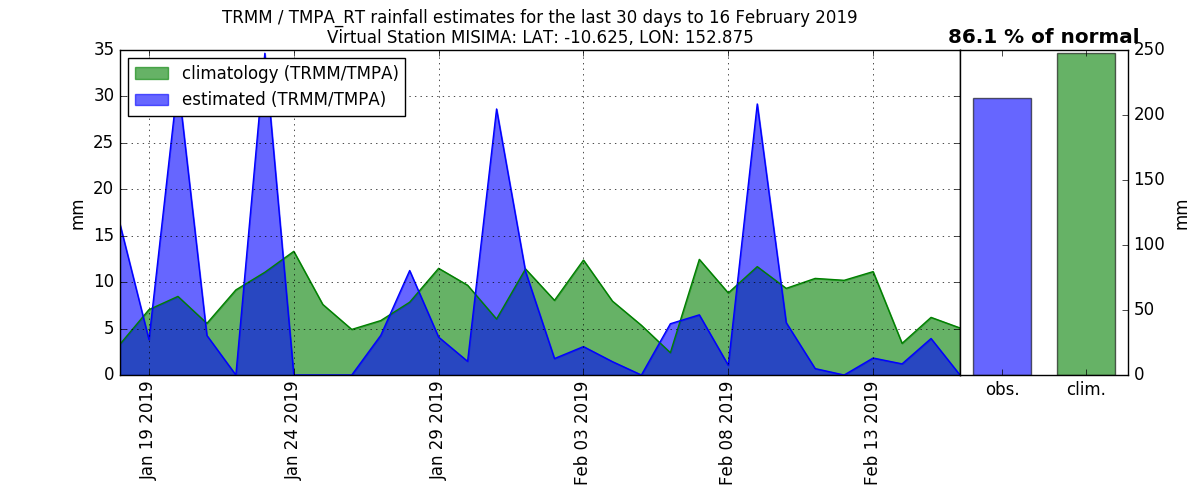 TRMM / TMPA_RT rainfall estimates for the last 30 days to 16 February 2019
Virtual Station MISIMA: LAT: -10.625, LON: 152.875
86.1 % of normal
climatology (TRMM/TMPA)
estimated (TRMM/TMPA)
35
30
25
20
15
10
5
0
mm
250
200
150
100
50
0
mm
Jan 19 2019
Jan 24 2019
Jan 29 2019
Feb 03 2019
Feb 08 2019
Feb 13 2019
obs.
clim.